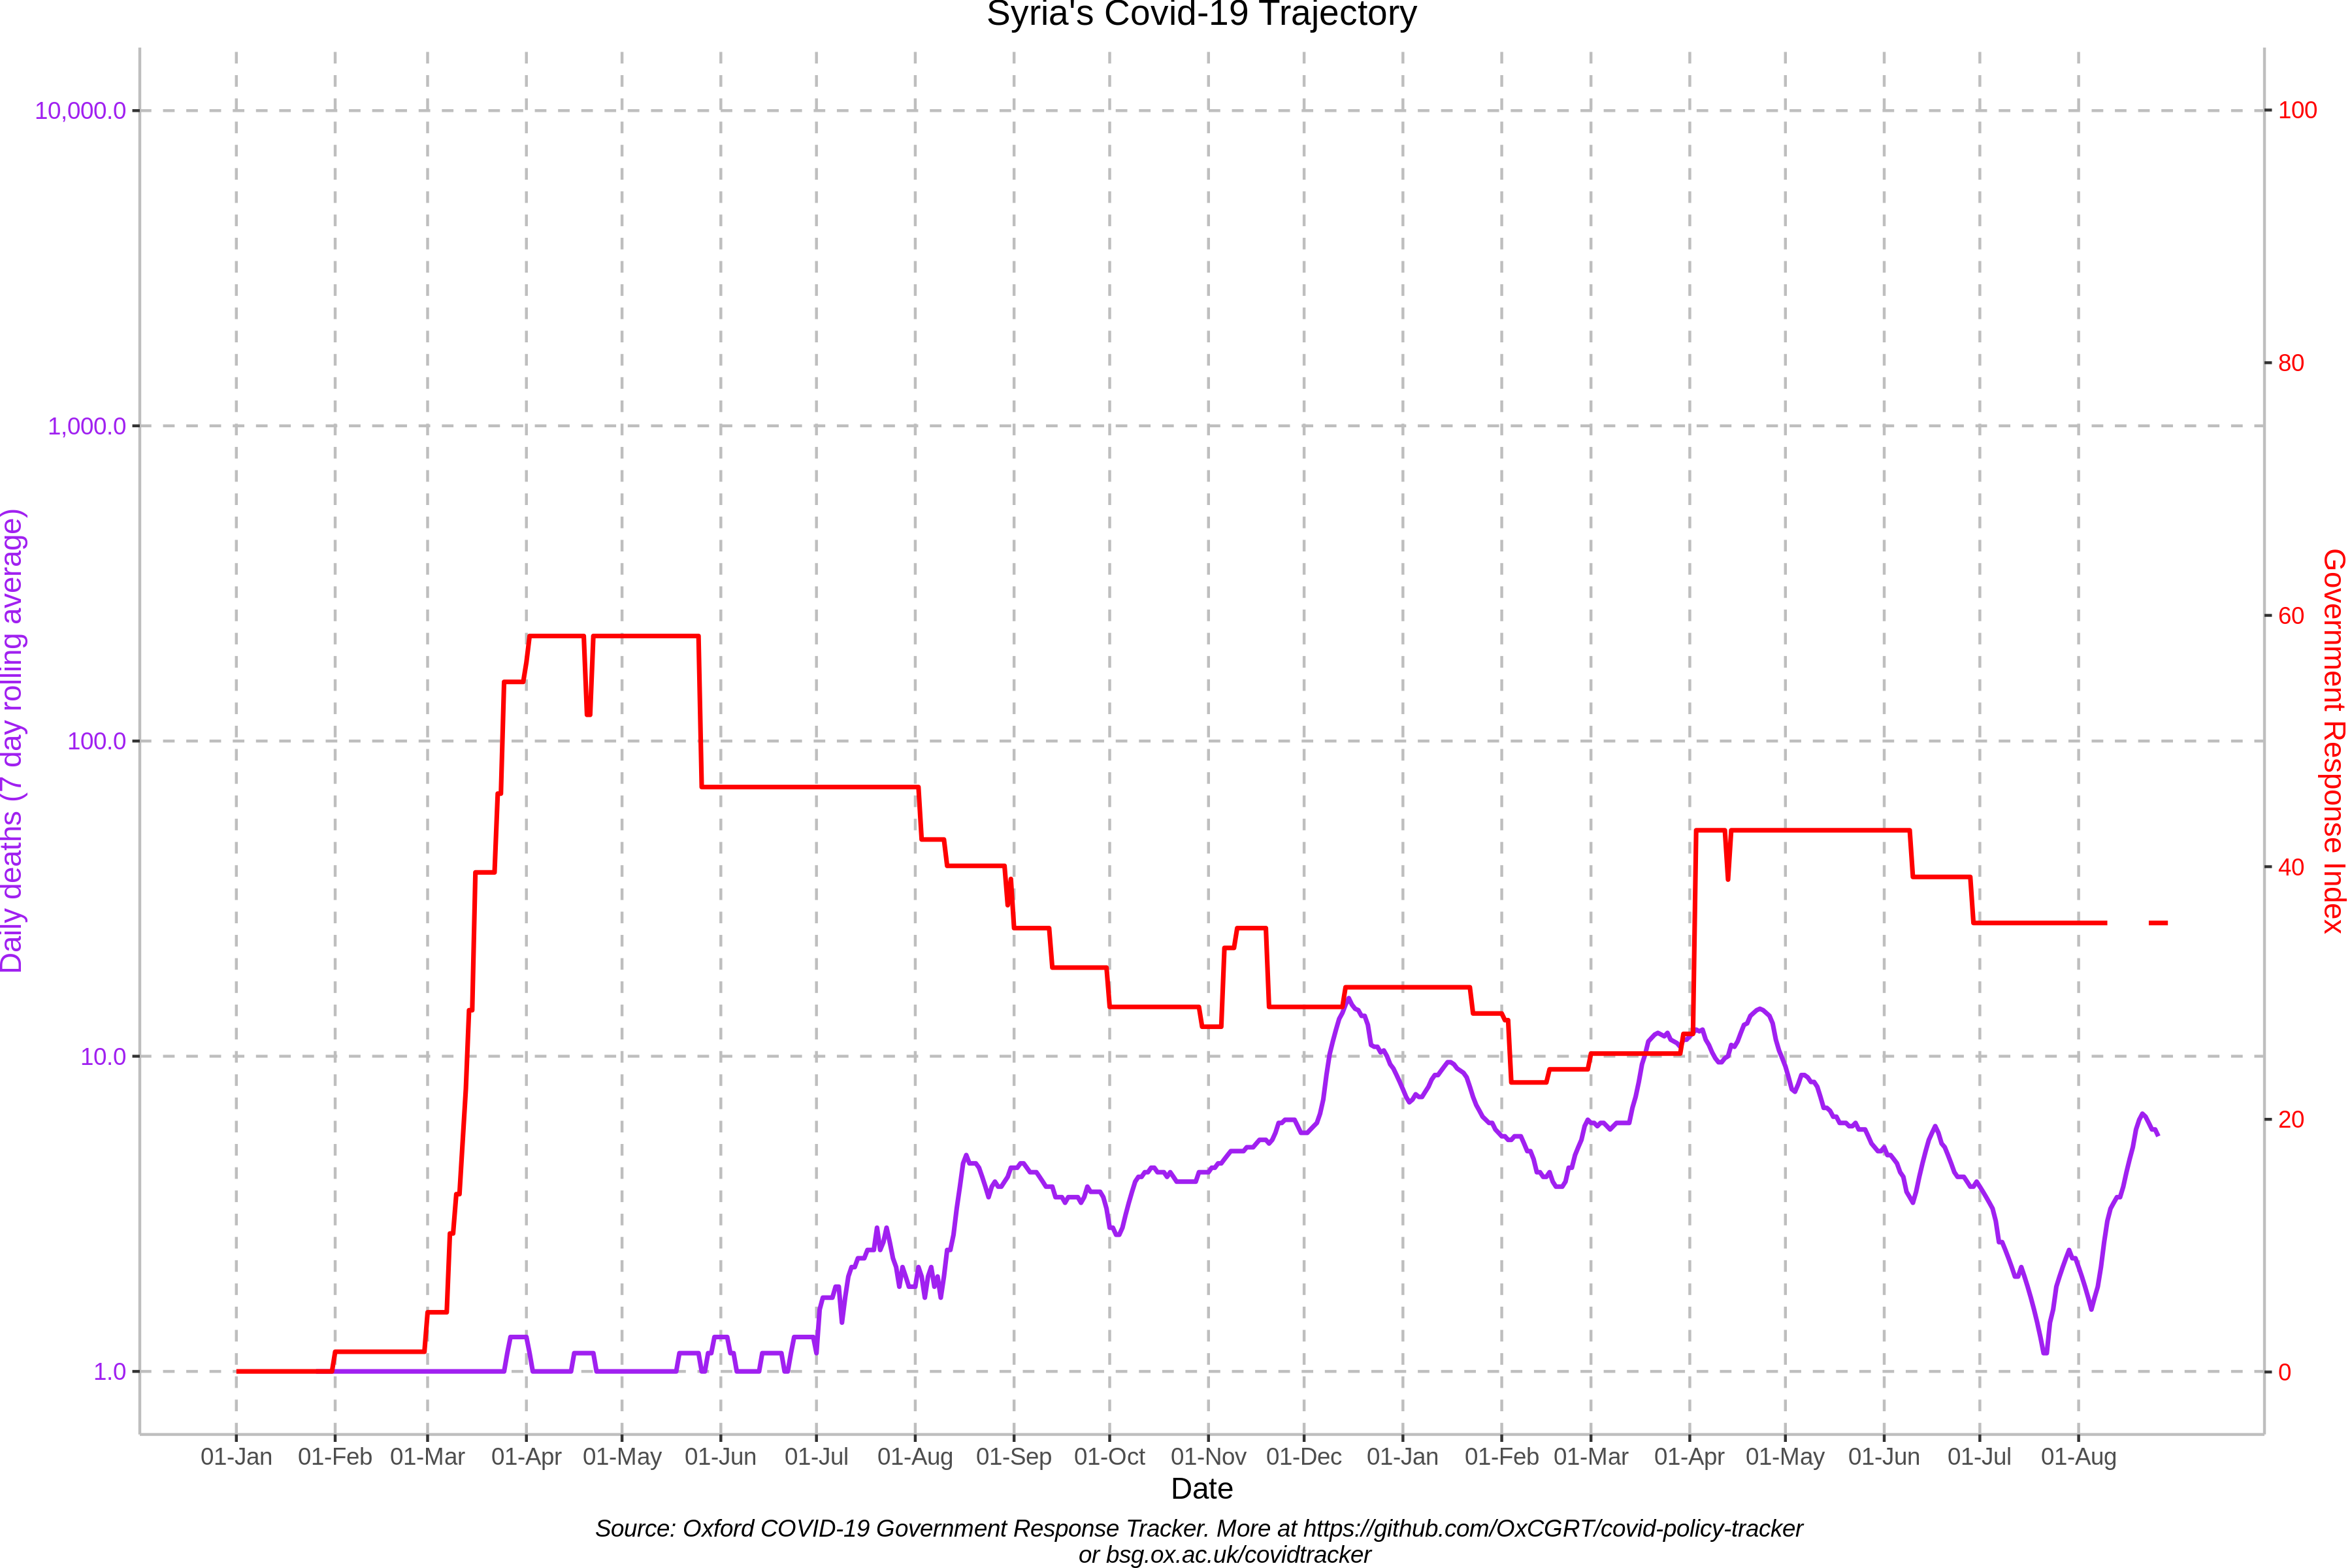 Syria's Covid-19 Trajectory
10,000.0
1,000.0
100.0
10.0
1.0
Daily deaths (7 day rolling average)
100
80
60
40
20
0
Government Response Index
01-Jan 01-Feb 01-Mar 01-Apr 01-May 01-Jun 01-Jul 01-Aug 01-Sep 01-Oct 01-Nov 01-Dec 01-Jan 01-Feb 01-Mar 01-Apr 01-May 01-Jun 01-Jul 01-Aug
Date
Source: Oxford COVID-19 Government Response Tracker. More at https://github.com/OxCGRT/covid-policy-tracker
or bsg.ox.ac.uk/covidtracker